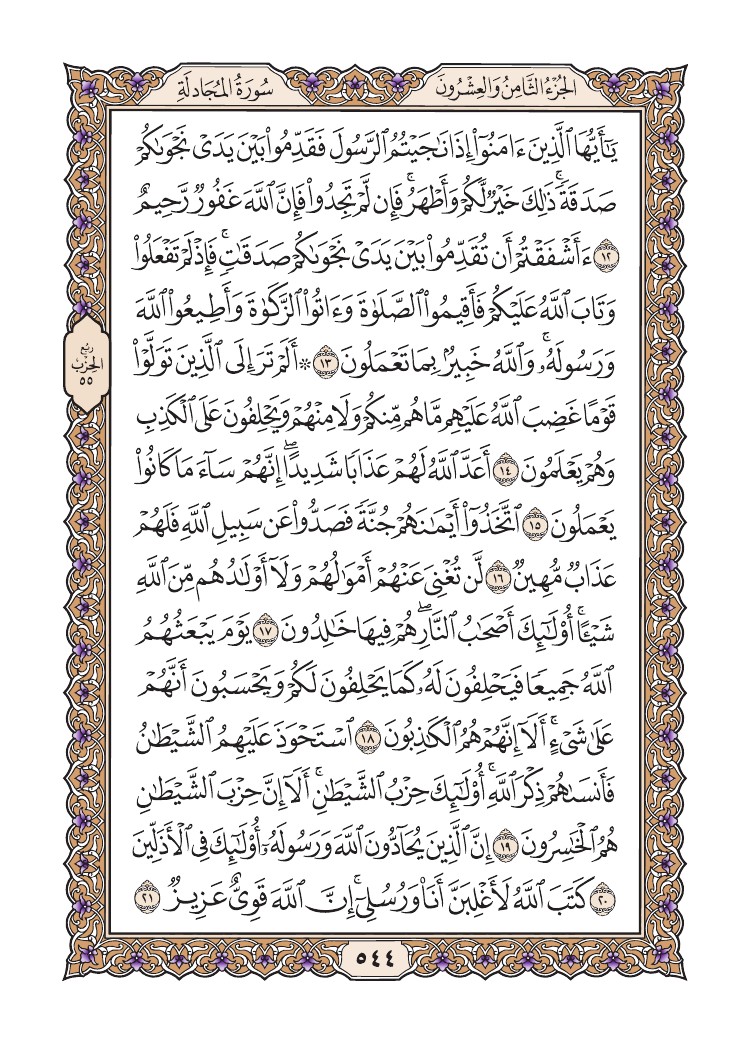 الجُزْءُ الثَّامِنُ وَالعِشْرُونَ
سُورَةُ المُجَادلَةِ
يَٰٓأَيُّهَا ٱلَّذِينَ ءَامَنُوٓاْ إِذَا نَٰجَيْتُمُ ٱلرَّسُولَ فَقَدِّمُواْ بَيْنَ يَدَىْ نَجْوَىٰكُمْ
صَدَقَةً ۚ ذَٰلِكَ خَيْرٌ لَّكُمْ وَأَطْهَرُ ۚ فَإِن لَّمْ تَجِدُواْ فَإِنَّ ٱللَّهَ غَفُورٌ رَّحِيمٌ
١٢ ءَأَشْفَقْتُمْ أَن تُقَدِّمُواْ بَيْنَ يَدَىْ نَجْوَىٰكُمْ صَدَقَٰتٍ ۚ فَإِذْ لَمْ تَفْعَلُواْ
وَتَابَ ٱللَّهُ عَلَيْكُمْ فَأَقِيمُواْ ٱلصَّلَوٰةَ وَءَاتُواْ ٱلزَّكَوٰةَ وَأَطِيعُواْ ٱللَّهَ
وَرَسُولَهُۥ ۚ وَٱللَّهُ خَبِيرٌۢ بِمَا تَعْمَلُونَ ١٣ ۞ أَلَمْ تَرَ إِلَى ٱلَّذِينَ تَوَلَّوْاْ
رُبُع
الحِزْب
٥٥
قَوْمًا غَضِبَ ٱللَّهُ عَلَيْهِم مَّا هُم مِّنكُمْ وَلَا مِنْهُمْ وَيَحْلِفُونَ عَلَى ٱلْكَذِبِ
وَهُمْ يَعْلَمُونَ ١٤ أَعَدَّ ٱللَّهُ لَهُمْ عَذَابًا شَدِيدًا ۖ إِنَّهُمْ سَآءَ مَا كَانُواْ
يَعْمَلُونَ ١٥ ٱتَّخَذُوٓاْ أَيْمَٰنَهُمْ جُنَّةً فَصَدُّواْ عَن سَبِيلِ ٱللَّهِ فَلَهُمْ
عَذَابٌ مُّهِينٌ ١٦ لَّن تُغْنِىَ عَنْهُمْ أَمْوَٰلُهُمْ وَلَآ أَوْلَٰدُهُم مِّنَ ٱللَّهِ
شَيْـًٔا ۚ أُوْلَٰٓئِكَ أَصْحَٰبُ ٱلنَّارِ ۖ هُمْ فِيهَا خَٰلِدُونَ ١٧ يَوْمَ يَبْعَثُهُمُ
ٱللَّهُ جَمِيعًا فَيَحْلِفُونَ لَهُۥ كَمَا يَحْلِفُونَ لَكُمْ وَيَحْسَبُونَ أَنَّهُمْ
عَلَىٰ شَىْءٍ ۚ أَلَآ إِنَّهُمْ هُمُ ٱلْكَٰذِبُونَ ١٨ ٱسْتَحْوَذَ عَلَيْهِمُ ٱلشَّيْطَٰنُ
فَأَنسَىٰهُمْ ذِكْرَ ٱللَّهِ ۚ أُوْلَٰٓئِكَ حِزْبُ ٱلشَّيْطَٰنِ ۚ أَلَآ إِنَّ حِزْبَ ٱلشَّيْطَٰنِ
هُمُ ٱلْخَٰسِرُونَ ١٩ إِنَّ ٱلَّذِينَ يُحَآدُّونَ ٱللَّهَ وَرَسُولَهُۥٓ أُوْلَٰٓئِكَ فِى ٱلْأَذَلِّينَ
٢٠ كَتَبَ ٱللَّهُ لَأَغْلِبَنَّ أَنَا۠ وَرُسُلِىٓ ۚ إِنَّ ٱللَّهَ قَوِىٌّ عَزِيزٌ ٢١
٥٤٤